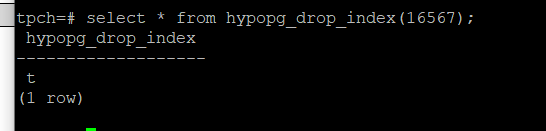 tpch=# select * from hypopg_drop_index(16567);
 hypopg_drop_index
-------------------
 t
(1 row)